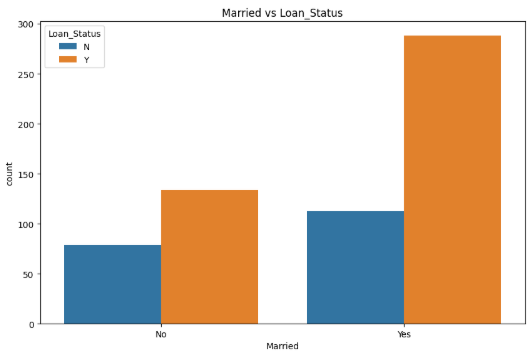 Married vs Loan_Status
Loan_Status
N
Y
count
300
250
200
150
100
50
0
No
Yes
Married